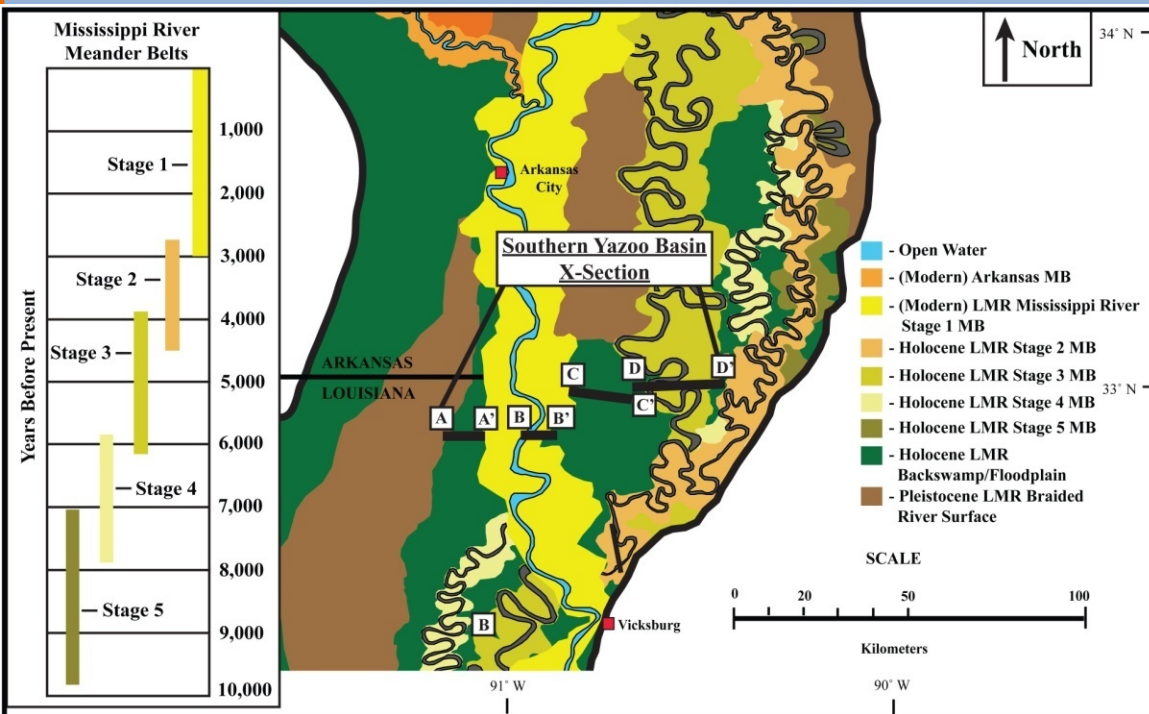 Mississippi River
Meander Belts
Years Before Present
1,000
2,000
3,000
4,000
5,000
6,000
7,000
8,000
9,000
10,000
Stage 1
Stage 2
Stage 3
Stage 4
Stage 5
Arkansas
City
Southern Yazoo Basin
X-Section
ARKANSAS
LOUISIANA
A
A'
B
B'
C
C'
D
D'
B
Vicksburg
North
34° N
33° N
- Open Water
- (Modern) Arkansas MB
- (Modern) LMR Mississippi River
Stage 1 MB
- Holocene LMR Stage 2 MB
- Holocene LMR Stage 3 MB
- Holocene LMR Stage 4 MB
- Holocene LMR Stage 5 MB
- Holocene LMR
Backswamp/Floodplain
- Pleistocene LMR Braided
River Surface
SCALE
0 20 50 100
Kilometers
91° W
90° W